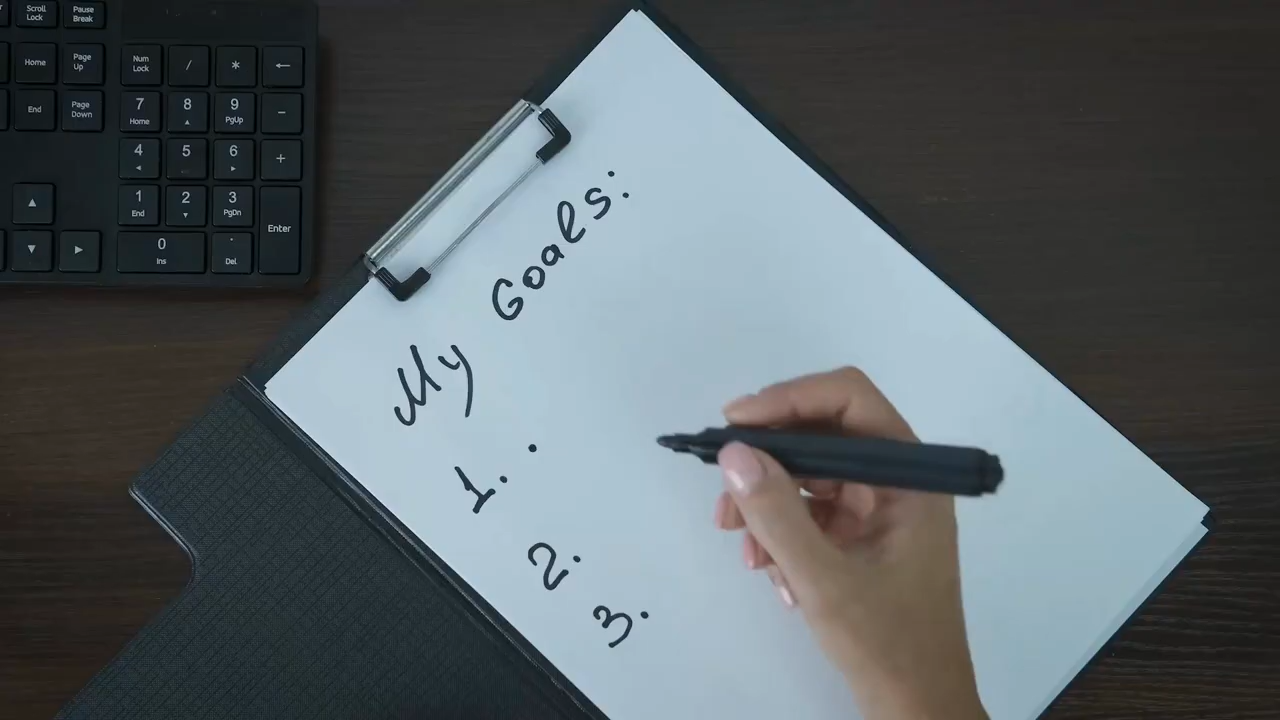 Scroll Lock
Pause Break
Home
Page Up
Num Lock
/
*
←
End
Page Down
7 Home
8 ▲
9 PgUp
-
4 ◄
5
6 ►
+
▲
1 End
2 ▼
3 PgDn
Enter
▼
►
0 Ins
. Del
My Goals:
1. .
2.
3.